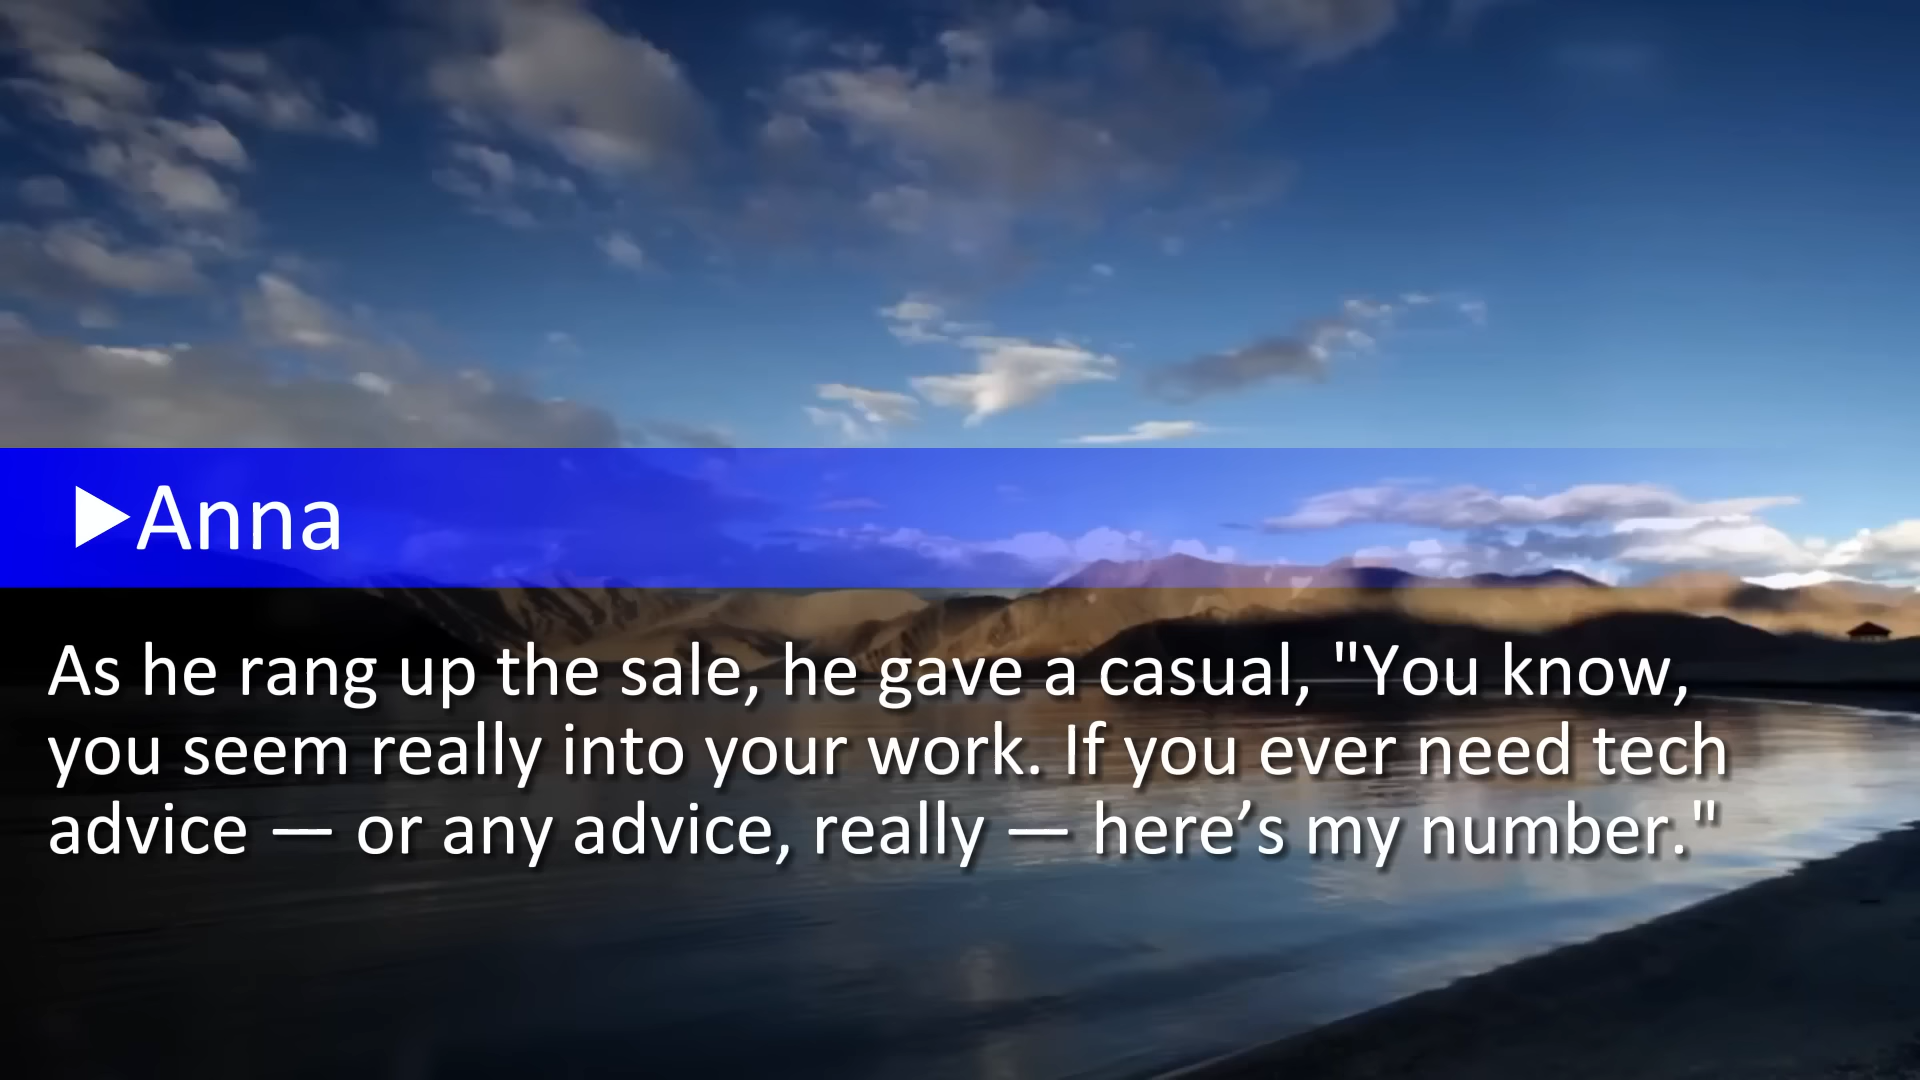 ▶Anna
As he rang up the sale, he gave a casual, "You know,
you seem really into your work. If you ever need tech
advice — or any advice, really — here’s my number."